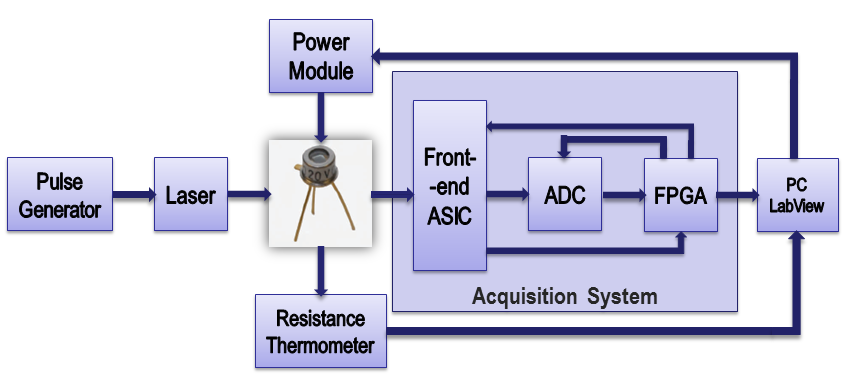 Power
Module
Pulse
Generator
Laser
20V
Front-
-end
ASIC
ADC
FPGA
PC
LabView
Acquisition System
Resistance
Thermometer